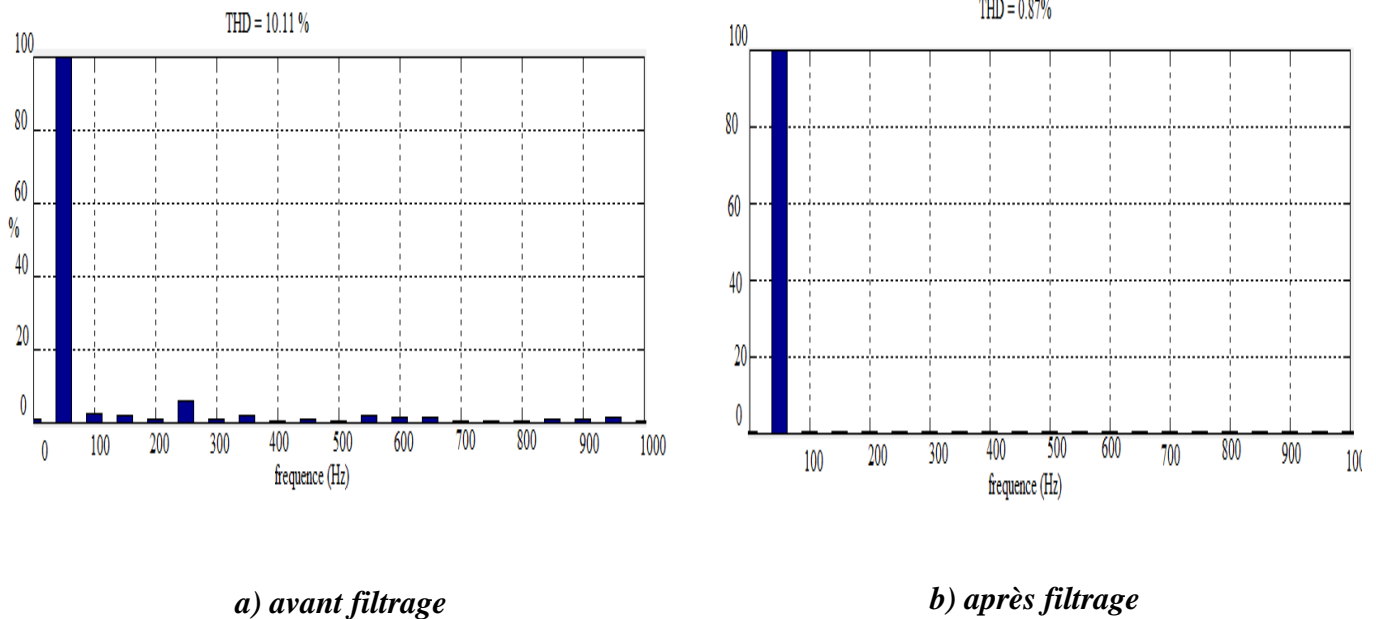 THD = 10.11 %
100
80
60
%
40
20
0
0 100 200 300 400 500 600 700 800 900 1000
frequence (Hz)
a) avant filtrage
THD = 0.87%
100
80
60
40
20
0
100 200 300 400 500 600 700 800 900 100
frequence (Hz)
b) après filtrage